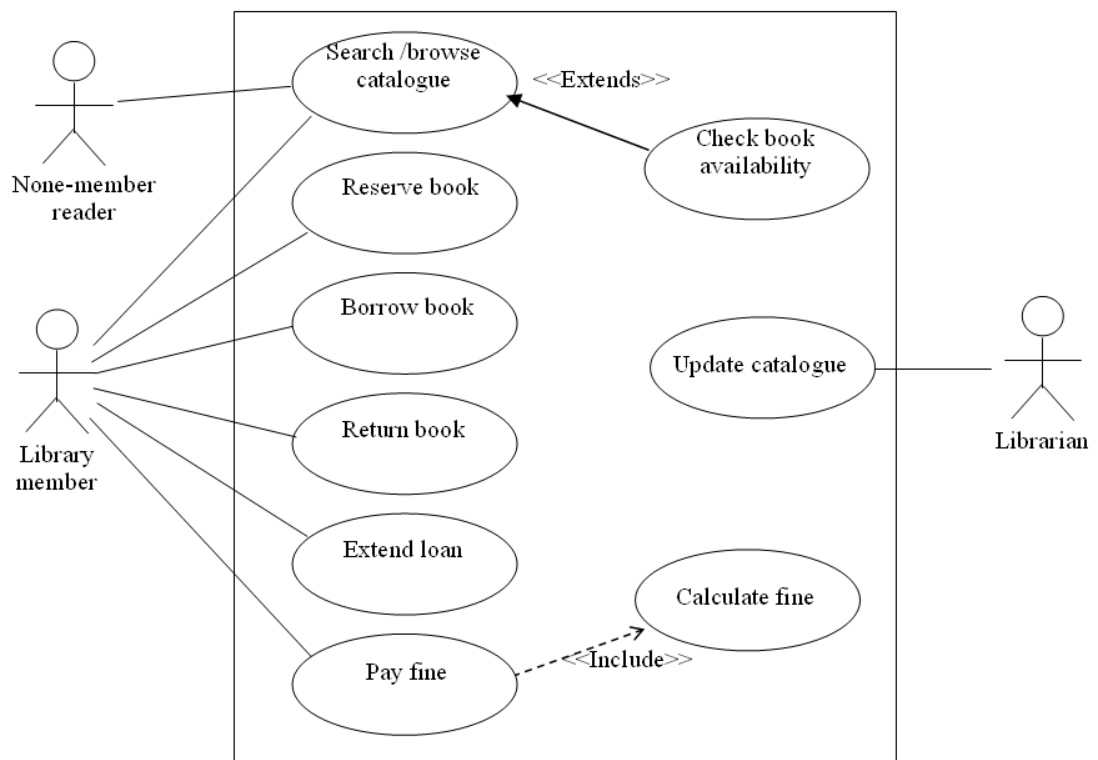 Search /browse
catalogue
<<Extends>>
Check book
availability
None-member
reader
Reserve book
Borrow book
Update catalogue
Return book
Librarian
Library
member
Extend loan
Calculate fine
<<Include>>
Pay fine